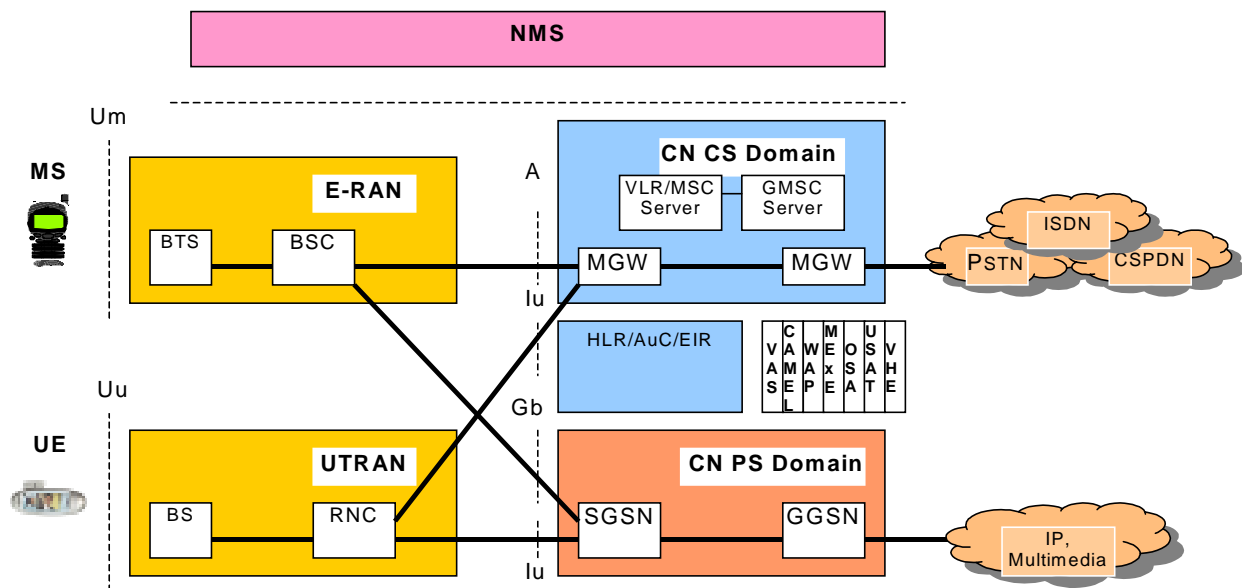 NMS
Um
MS
E-RAN
BTS
BSC
A
CN CS Domain
VLR/MSC
Server
GMSC
Server
MGW
MGW
Iu
ISDN
PSTN
CSPDN
HLR/AuC/EIR
VAS
CAMEL
WAP
MExE
OSA
USAT
VHE
Uu
Gb
UE
UTRAN
BS
RNC
CN PS Domain
SGSN
GGSN
Iu
IP,
Multimedia